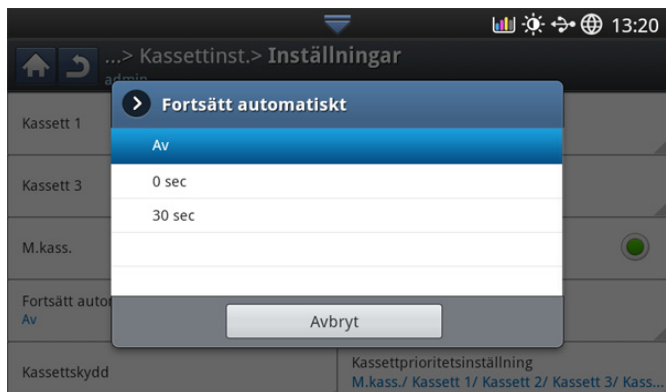 13:20
...> Kassettinst.> Inställningar
admin
Fortsätt automatiskt
Kassett 1
Av
Kassett 3
0 sec
30 sec
M.kass.
Fortsätt autor
Av
Avbryt
Kassettskydd
Kassettprioritetsinställning
M.kass./ Kassett 1/ Kassett 2/ Kassett 3/ Kass...